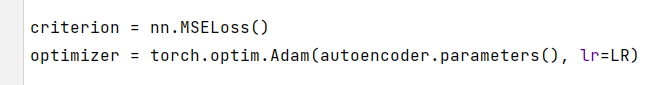 criterion = nn.MSELoss()
optimizer = torch.optim.Adam(autoencoder.parameters(), lr=LR)